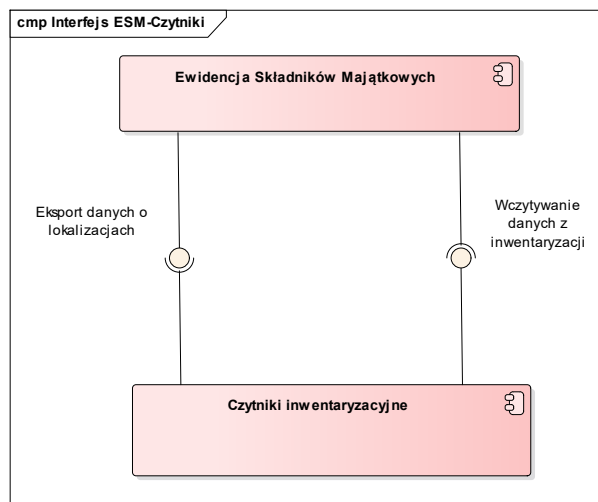 cmp Interfejs ESM-Czytniki
Ewidencja Składników Majątkowych
Eksport danych o
lokalizacjach
Wczytywanie
danych z
inwentaryzacji
Czytniki inwentaryzacyjne